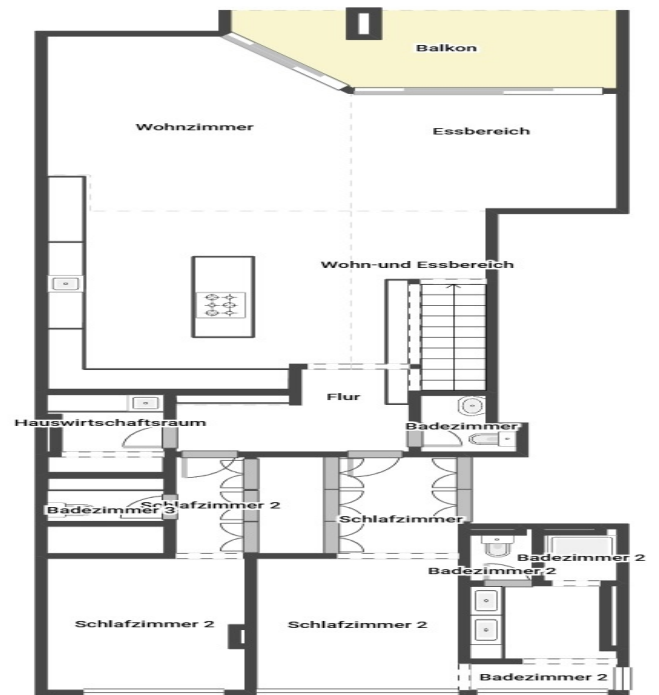 Balkon
Wohnzimmer
Essbereich
Wohn-und Essbereich
Flur
Hauswirtschaftsraum
Badezimmer
Schlafzimmer 2
Badezimmer 3
Schlafzimmer
Badezimmer 2
Badezimmer 2
Schlafzimmer 2
Schlafzimmer 2
Badezimmer 2